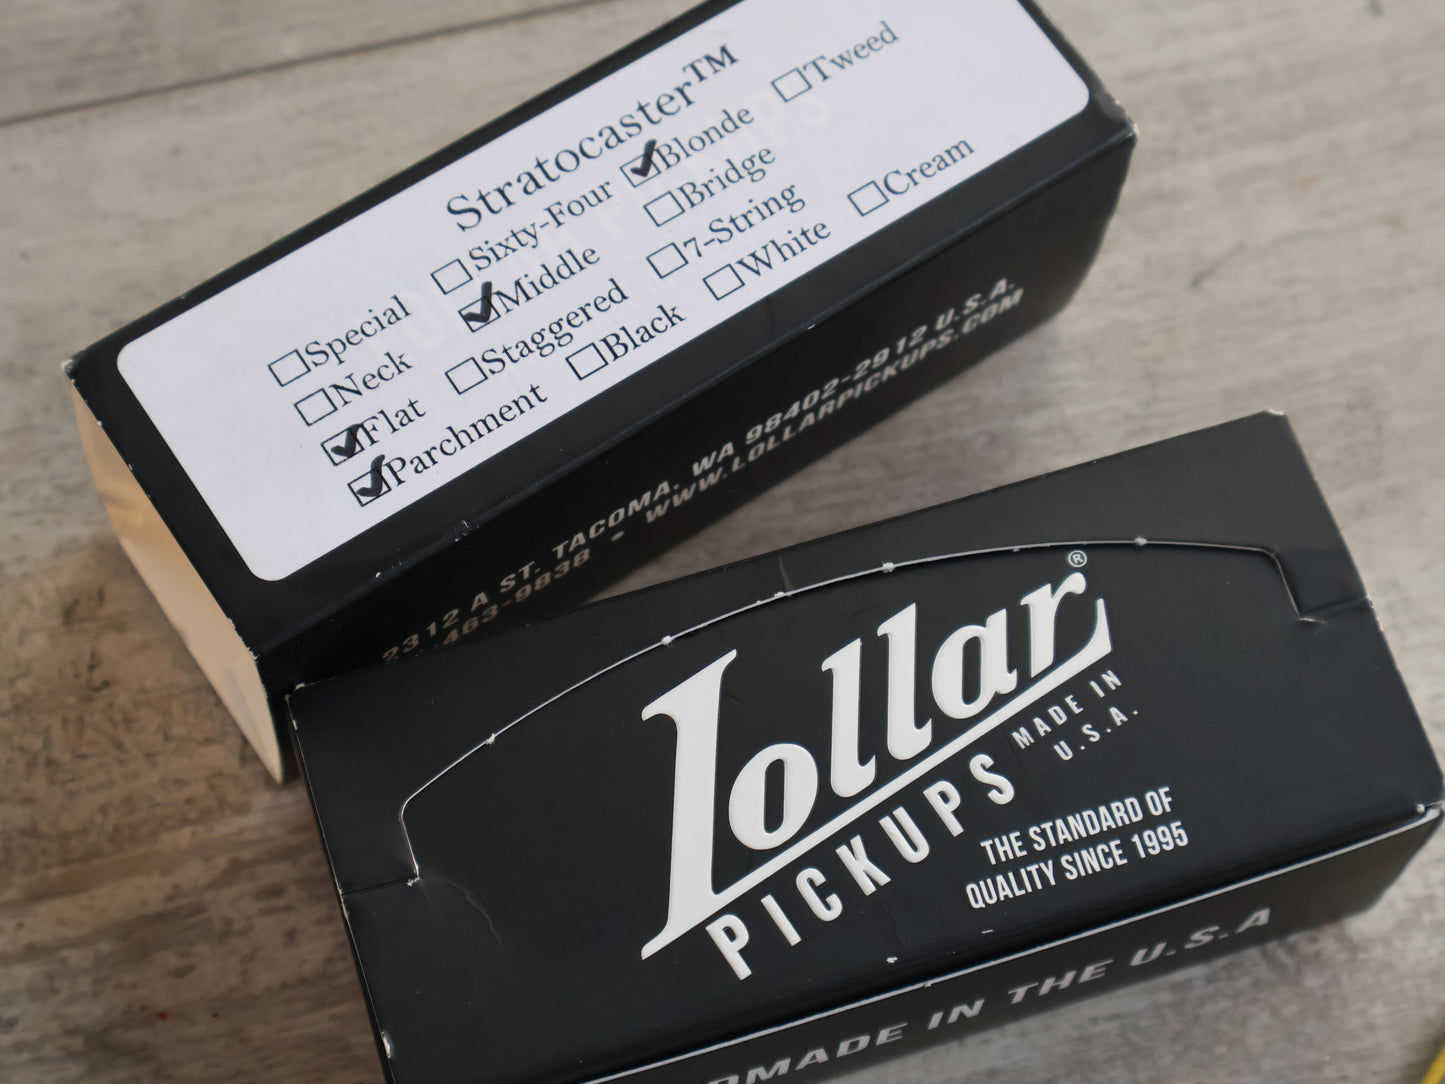 Stratocaster™
☐Special ☐Sixty-Four ☑Blonde ☐Tweed
☐Neck ☑Middle ☐Bridge
☑Flat ☐Staggered ☐7-String
☑Parchment ☐Black ☐White ☐Cream
2312 A ST. TACOMA, WA 98402-2912 U.S.A.
463-9838 • WWW.LOLLARPICKUPS.COM
Lollar®
PICKUPS
MADE IN
U.S.A.
THE STANDARD OF
QUALITY SINCE 1995
MADE IN THE U.S.A